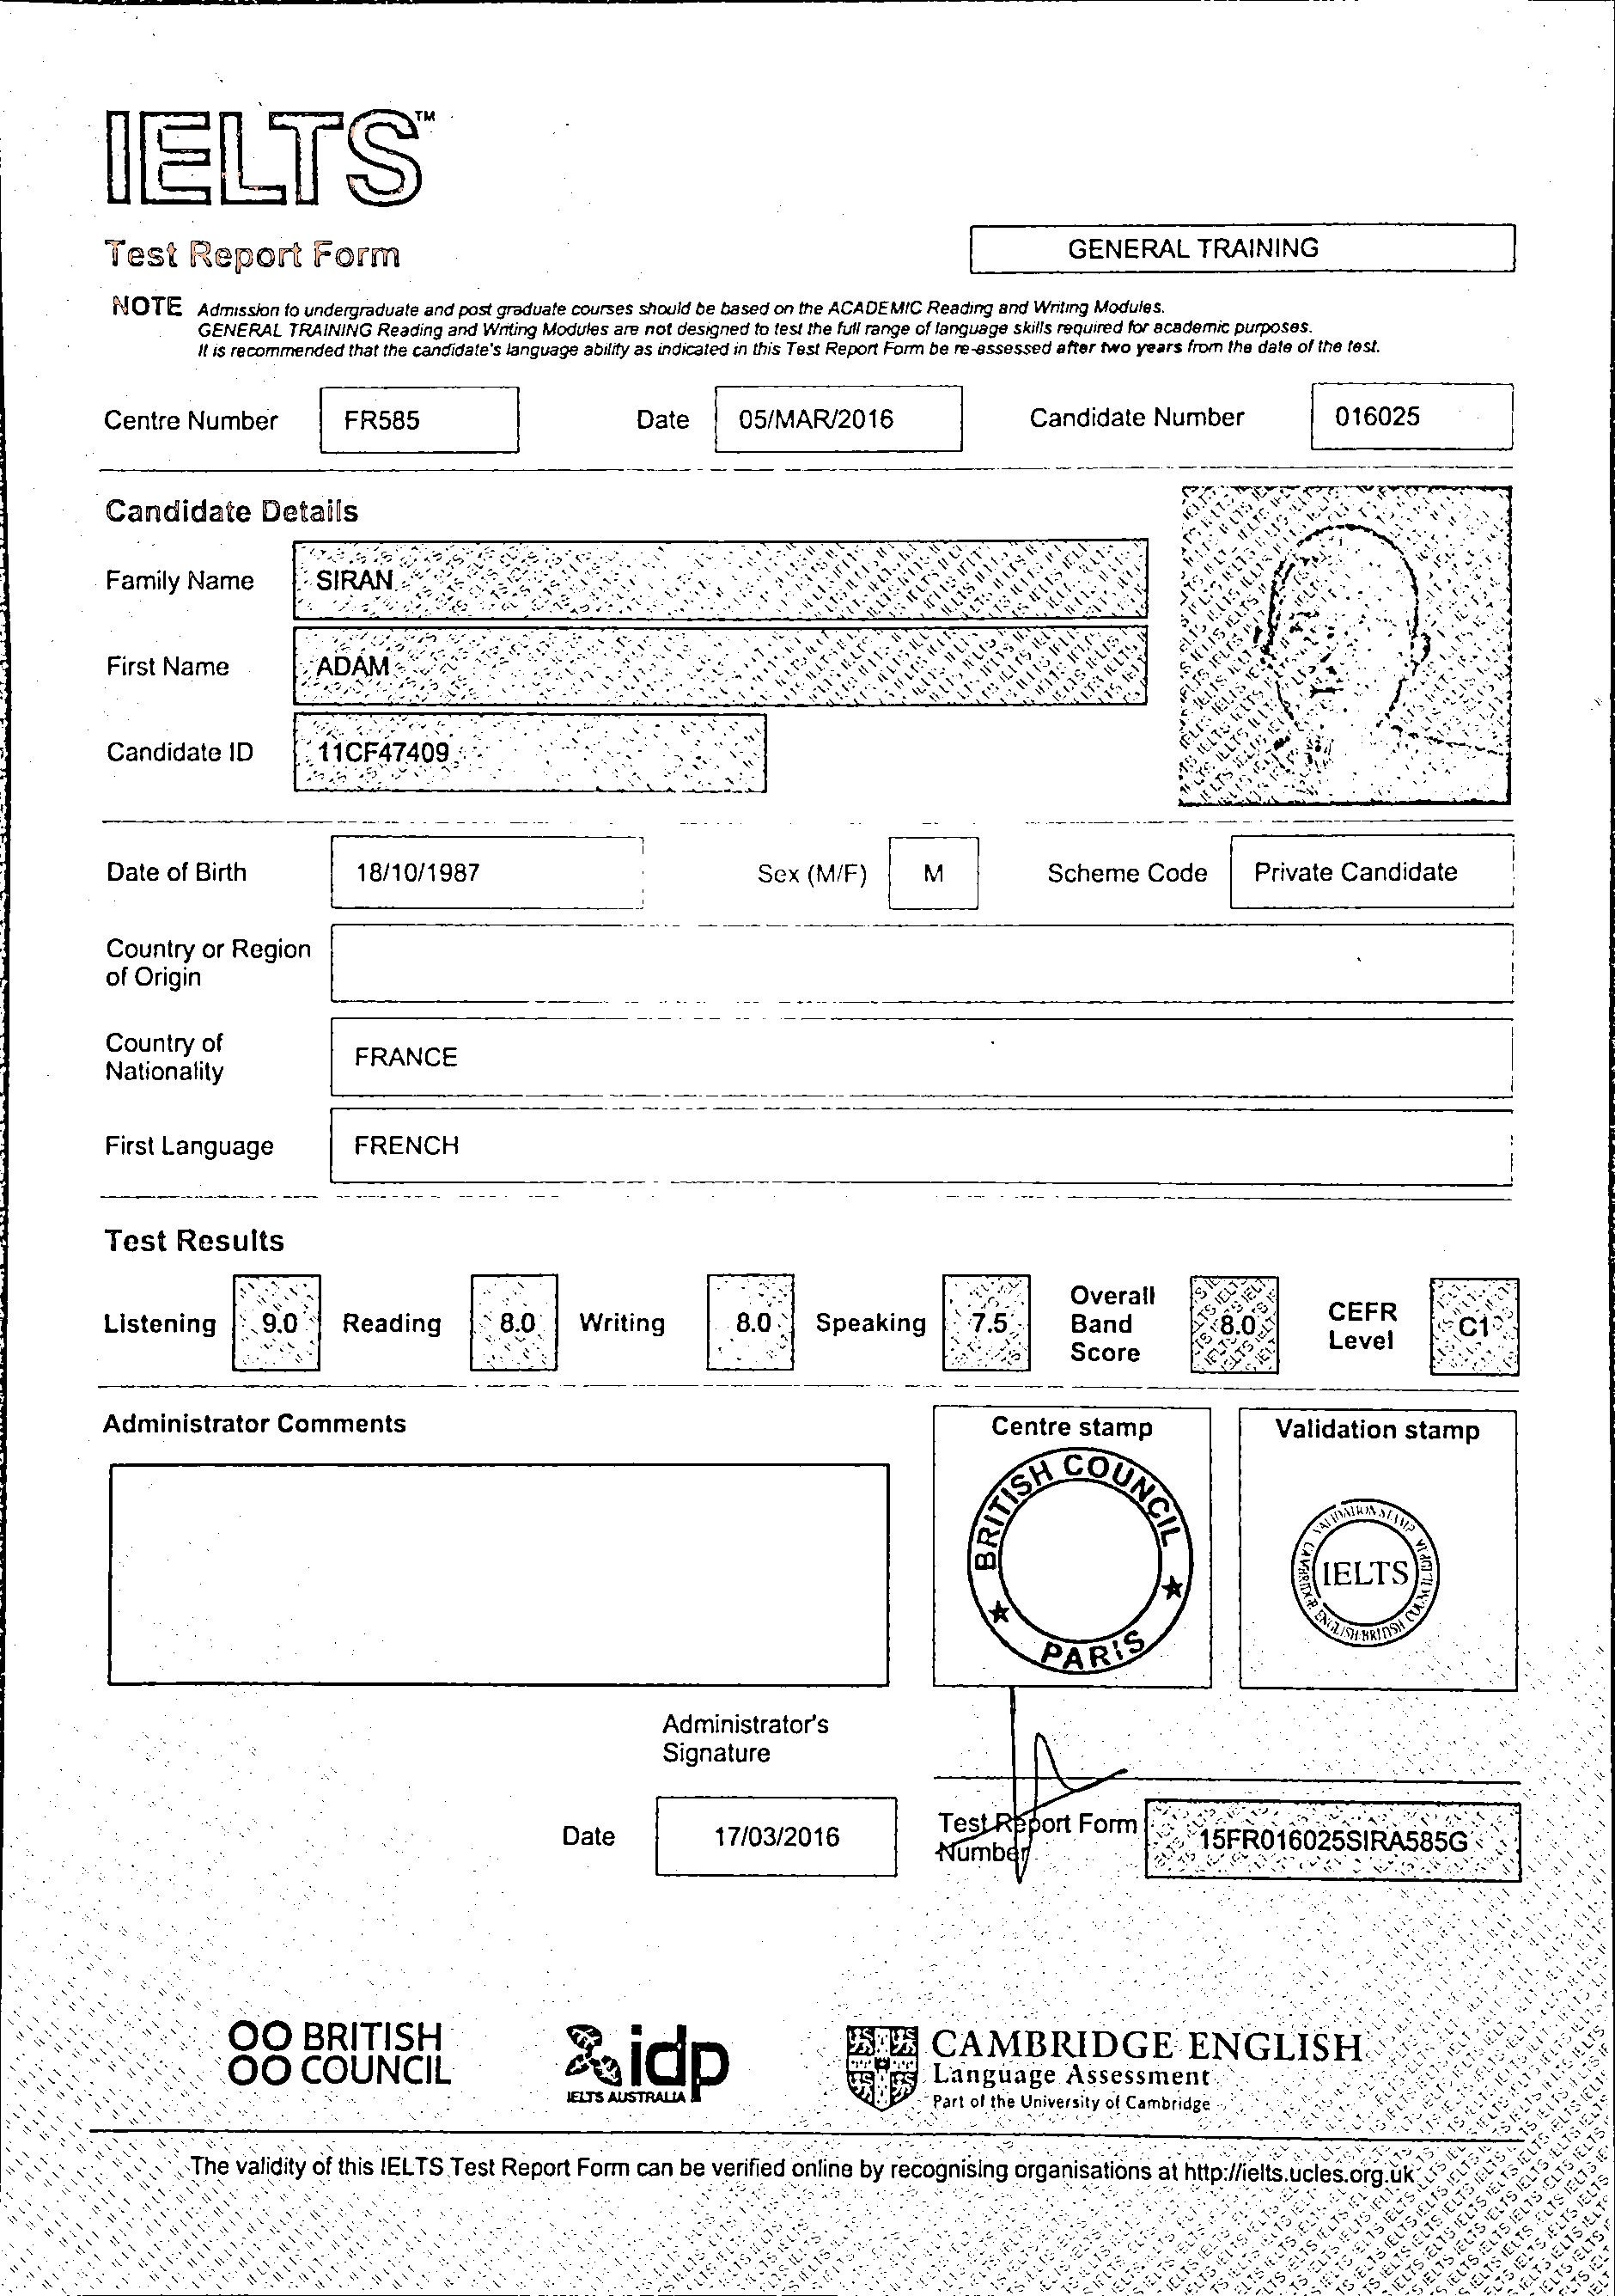 IELTS™
Test Report Form
GENERAL TRAINING
NOTE Admission to undergraduate and post graduate courses should be based on the ACADEMIC Reading and Writing Modules.
GENERAL TRAINING Reading and Writing Modules are not designed to test the full range of language skills required for academic purposes.
It is recommended that the candidate's language ability as indicated in this Test Report Form be re-assessed after two years from the date of the test.
Centre Number FR585 Date 05/MAR/2016 Candidate Number 016025
Candidate Details
Family Name SIRAN
First Name ADAM
Candidate ID 11CF47409
Date of Birth 18/10/1987 Sex (M/F) M Scheme Code Private Candidate
Country or Region
of Origin
Country of
Nationality
FRANCE
First Language FRENCH
Test Results
Listening 9.0 Reading 8.0 Writing 8.0 Speaking 7.5
Overall
Band
Score
8.0
CEFR
Level
C1
Administrator Comments
Centre stamp
BRITISH COUNCIL
★ PARIS ★
Validation stamp
VALIDATION STAMP
CAMBRIDGE ENGLISH BRITISH COUNCIL IDP IA
IELTS
Administrator's
Signature
Date 17/03/2016
Test Report Form
Number
15FR016025SIRA585G
BRITISH
COUNCIL
idp
IELTS AUSTRALIA
CAMBRIDGE ENGLISH
Language Assessment
Part of the University of Cambridge
The validity of this IELTS Test Report Form can be verified online by recognising organisations at http://ielts.ucles.org.uk